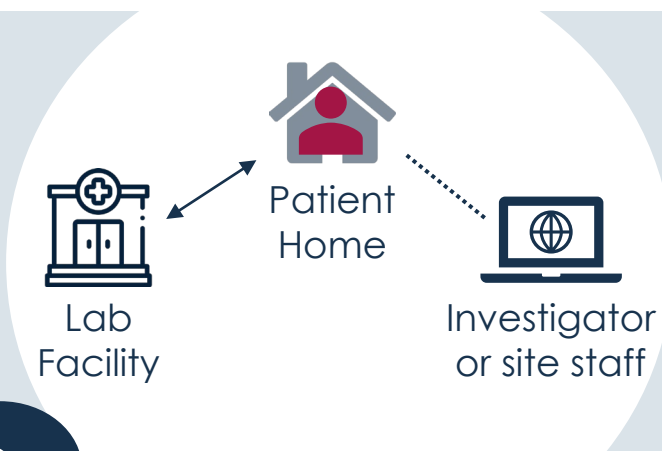 Patient
Home
Lab
Facility
Investigator
or site staff